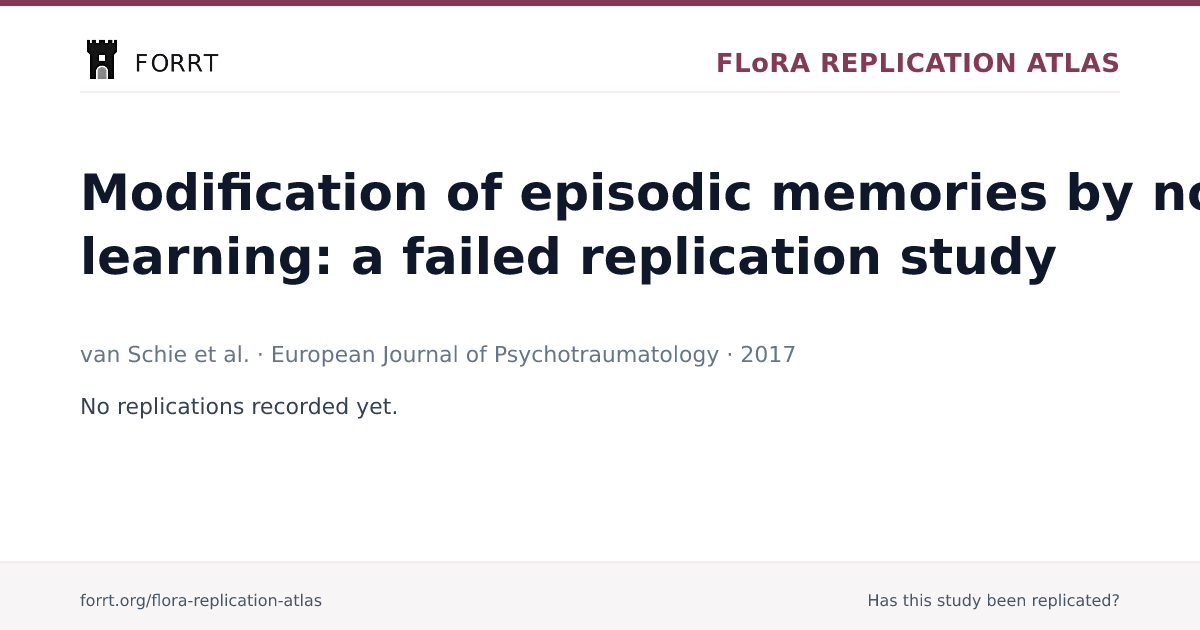 FORRT
FLoRA REPLICATION ATLAS
Modification of episodic memories by
learning: a failed replication study
van Schie et al. · European Journal of Psychotraumatology · 2017
No replications recorded yet.
forrt.org/flora-replication-atlas
Has this study been replicated?